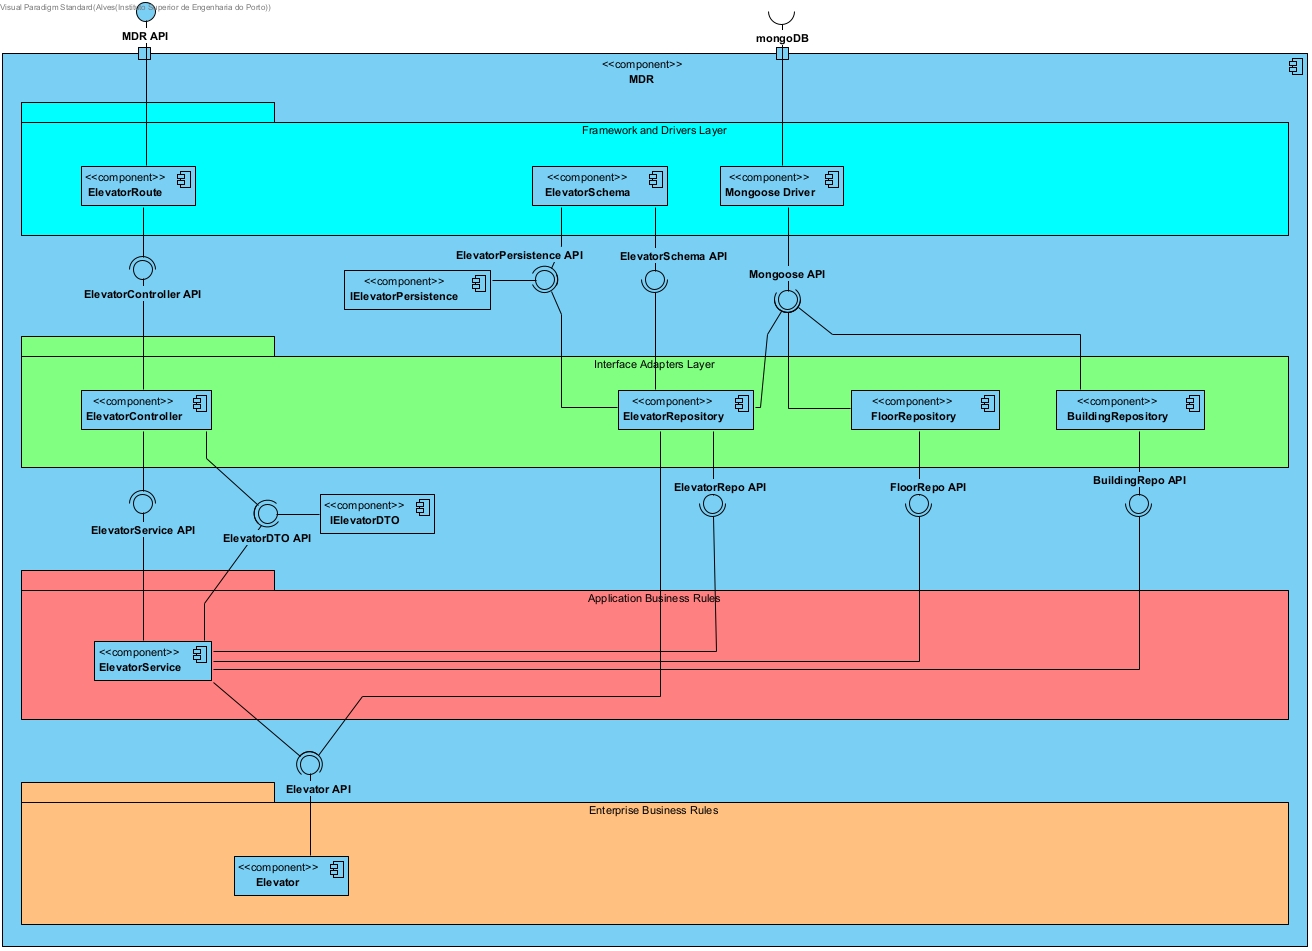 Visual Paradigm Standard(Alves(Instituto Superior de Engenharia do Porto))
MDR API
mongoDB
<<component>>
MDR
Framework and Drivers Layer
<<component>>
ElevatorRoute
<<component>>
ElevatorSchema
<<component>>
Mongoose Driver
ElevatorPersistence API
ElevatorSchema API
Mongoose API
<<component>>
IElevatorPersistence
ElevatorController API
Interface Adapters Layer
<<component>>
ElevatorController
<<component>>
ElevatorRepository
<<component>>
FloorRepository
<<component>>
BuildingRepository
ElevatorRepo API
FloorRepo API
BuildingRepo API
<<component>>
IElevatorDTO
ElevatorService API
ElevatorDTO API
Application Business Rules
<<component>>
ElevatorService
Elevator API
Enterprise Business Rules
<<component>>
Elevator